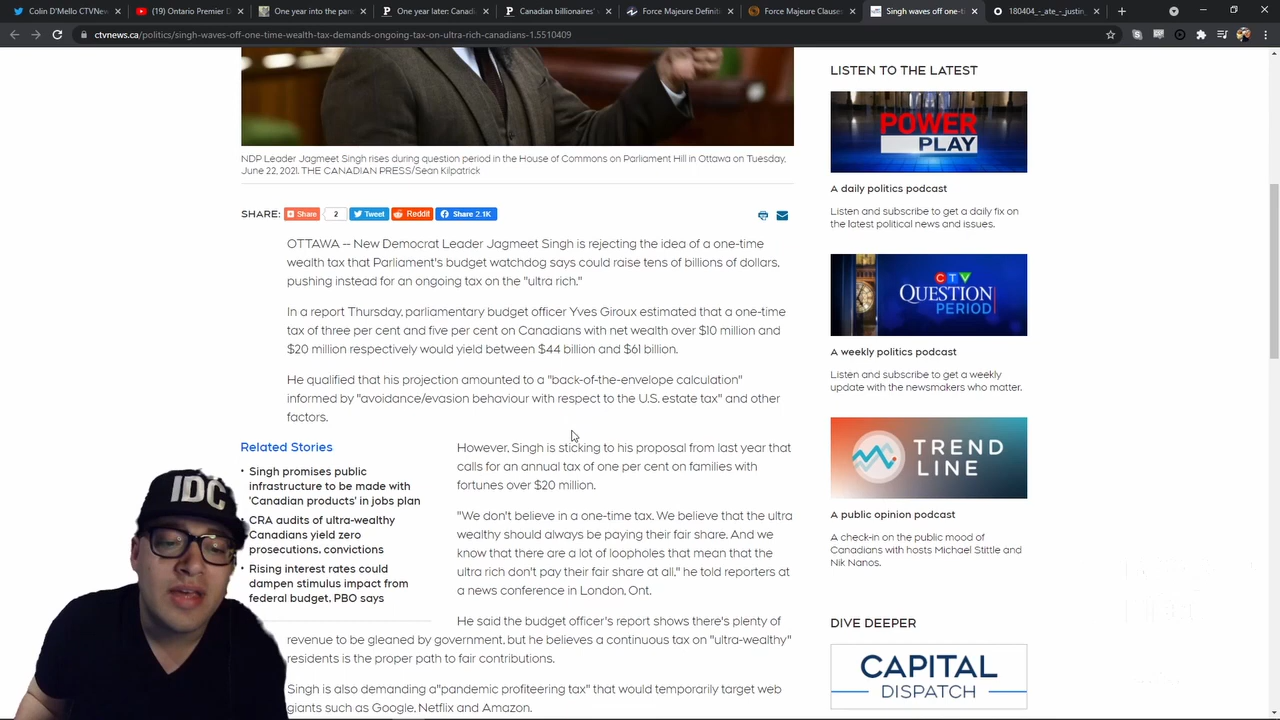 Colin D'Mello CTVNew
(19) Ontario Premier D
One year into the pan
One year later: Canadi
Canadian billionaires'
Force Majeure Definiti
Force Majeure Clauses
Singh waves off one-ti
180404_-_ate_-_justin_
ctvnews.ca/politics/singh-waves-off-one-time-wealth-tax-demands-ongoing-tax-on-ultra-rich-canadians-1.5510409
NDP Leader Jagmeet Singh rises during question period in the House of Commons on Parliament Hill in Ottawa on Tuesday,
June 22, 2021. THE CANADIAN PRESS/Sean Kilpatrick
SHARE: Share 2 Tweet Reddit Share 2.1K
OTTAWA -- New Democrat Leader Jagmeet Singh is rejecting the idea of a one-time
wealth tax that Parliament's budget watchdog says could raise tens of billions of dollars,
pushing instead for an ongoing tax on the "ultra rich."
In a report Thursday, parliamentary budget officer Yves Giroux estimated that a one-time
tax of three per cent and five per cent on Canadians with net wealth over $10 million and
$20 million respectively would yield between $44 billion and $61 billion.
He qualified that his projection amounted to a "back-of-the-envelope calculation"
informed by "avoidance/evasion behaviour with respect to the U.S. estate tax" and other
factors.
Related Stories
• Singh promises public
infrastructure to be made with
'Canadian products' in jobs plan
CRA audits of ultra-wealthy
Canadians yield zero
prosecutions, convictions
Rising interest rates could
dampen stimulus impact from
federal budget, PBO says
However, Singh is sticking to his proposal from last year that
calls for an annual tax of one per cent on families with
fortunes over $20 million.
"We don't believe in a one-time tax. We believe that the ultra
wealthy should always be paying their fair share. And we
know that there are a lot of loopholes that mean that the
ultra rich don't pay their fair share at all," he told reporters at
a news conference in London, Ont.
He said the budget officer's report shows there's plenty of
revenue to be gleaned by government, but he believes a continuous tax on "ultra-wealthy"
residents is the proper path to fair contributions.
Singh is also demanding a "pandemic profiteering tax" that would temporarily target web
giants such as Google, Netflix and Amazon.
IDC
LISTEN TO THE LATEST
POWER
PLAY
A daily politics podcast
Listen and subscribe to get a daily fix on
the latest political news and issues.
CTV
QUESTION
PERIOD
A weekly politics podcast
Listen and subscribe to get a weekly
update with the newsmakers who matter.
TREND
LINE
A public opinion podcast
A check-in on the public mood of
Canadians with hosts Michael Stittle and
Nik Nanos.
DIVE DEEPER
CAPITAL
DISPATCH